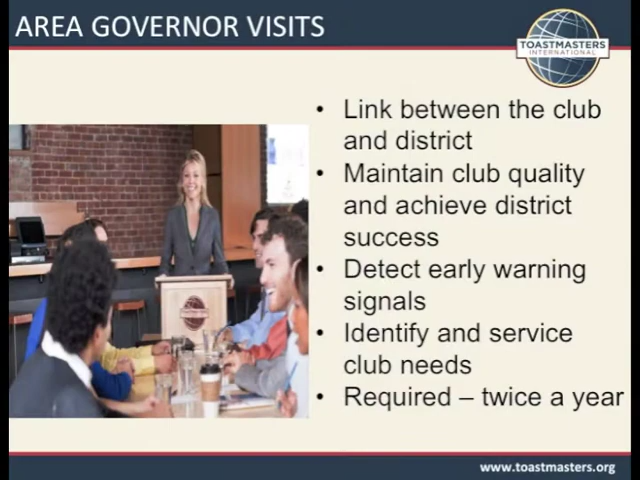 AREA GOVERNOR VISITS
TOASTMASTERS
INTERNATIONAL
• Link between the club
and district
• Maintain club quality
and achieve district
success
• Detect early warning
signals
• Identify and service
club needs
• Required – twice a year
www.toastmasters.org